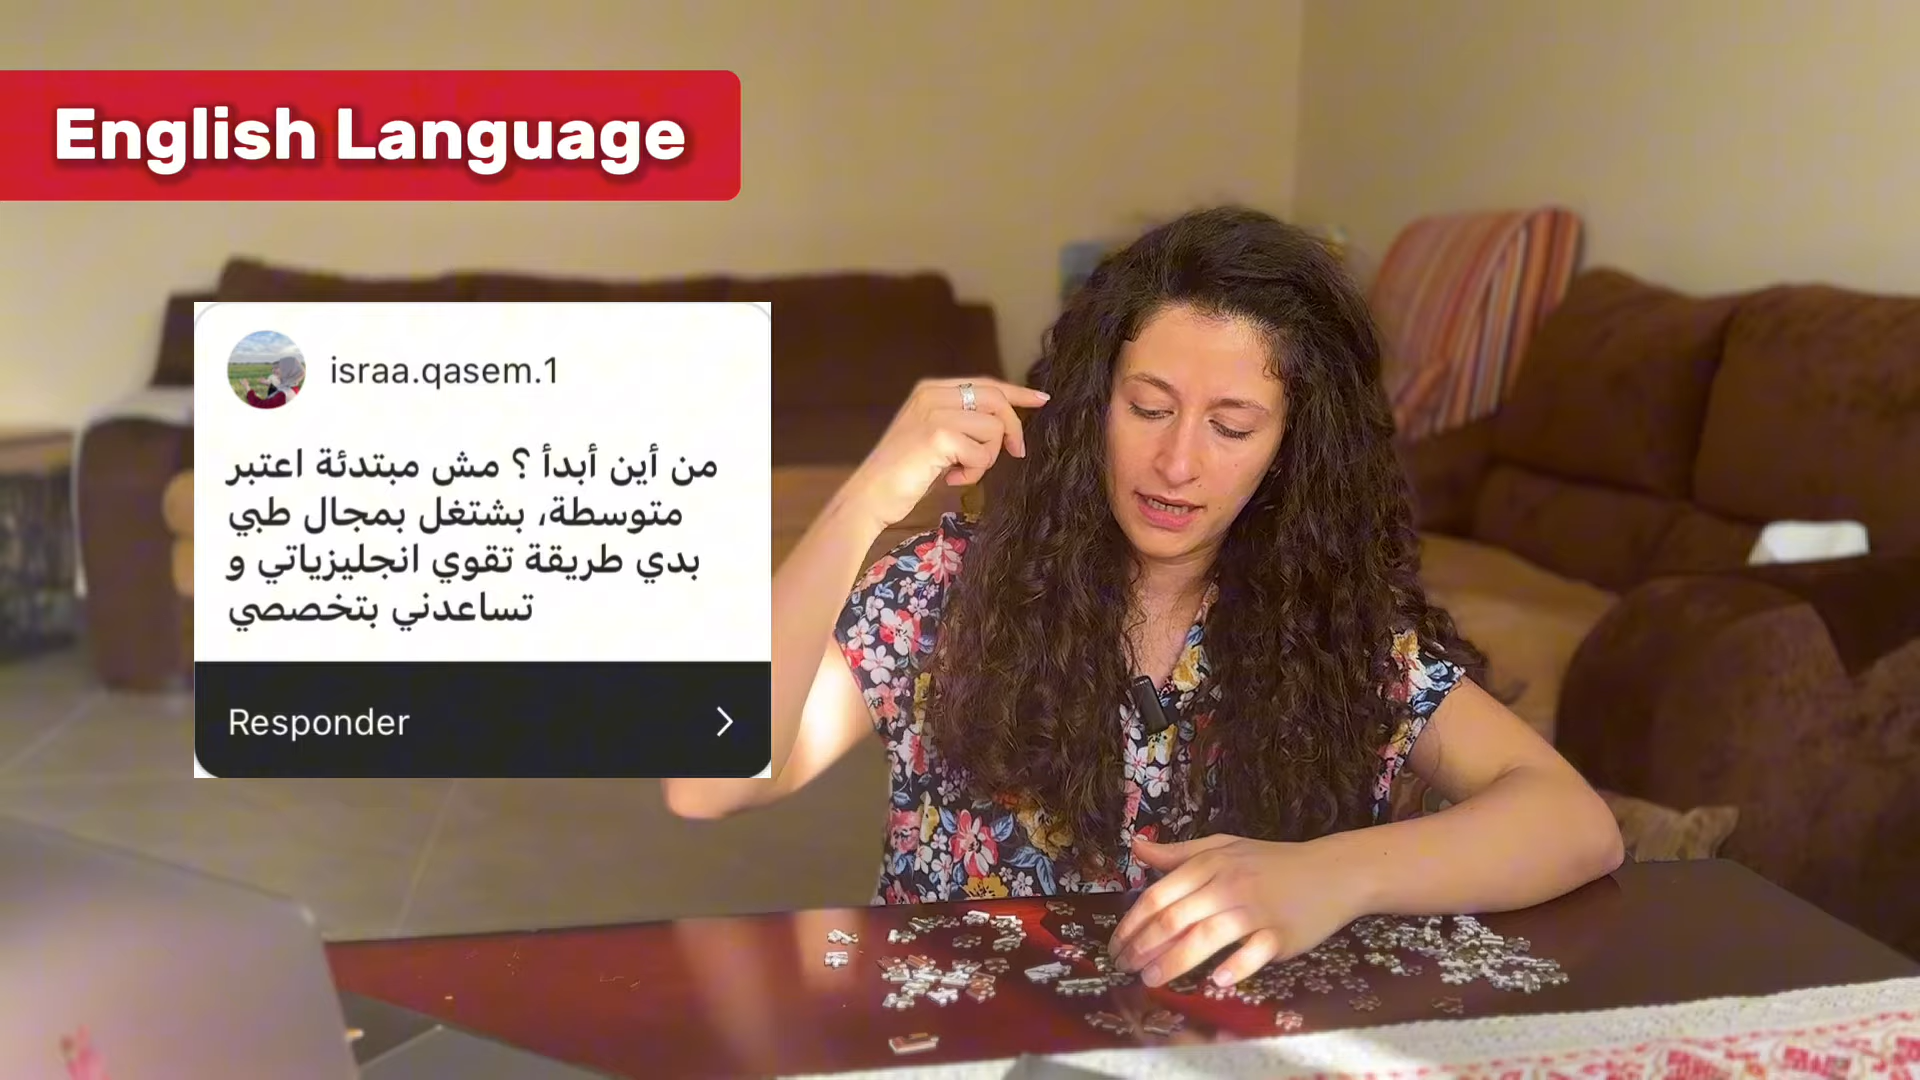 English Language
israa.qasem.1
من أين أبدأ ؟ مش مبتدئة اعتبر
متوسطة، بشتغل بمجال طبي
بدي طريقة تقوي انجليزياتي و
تساعدني بتخصصي
Responder